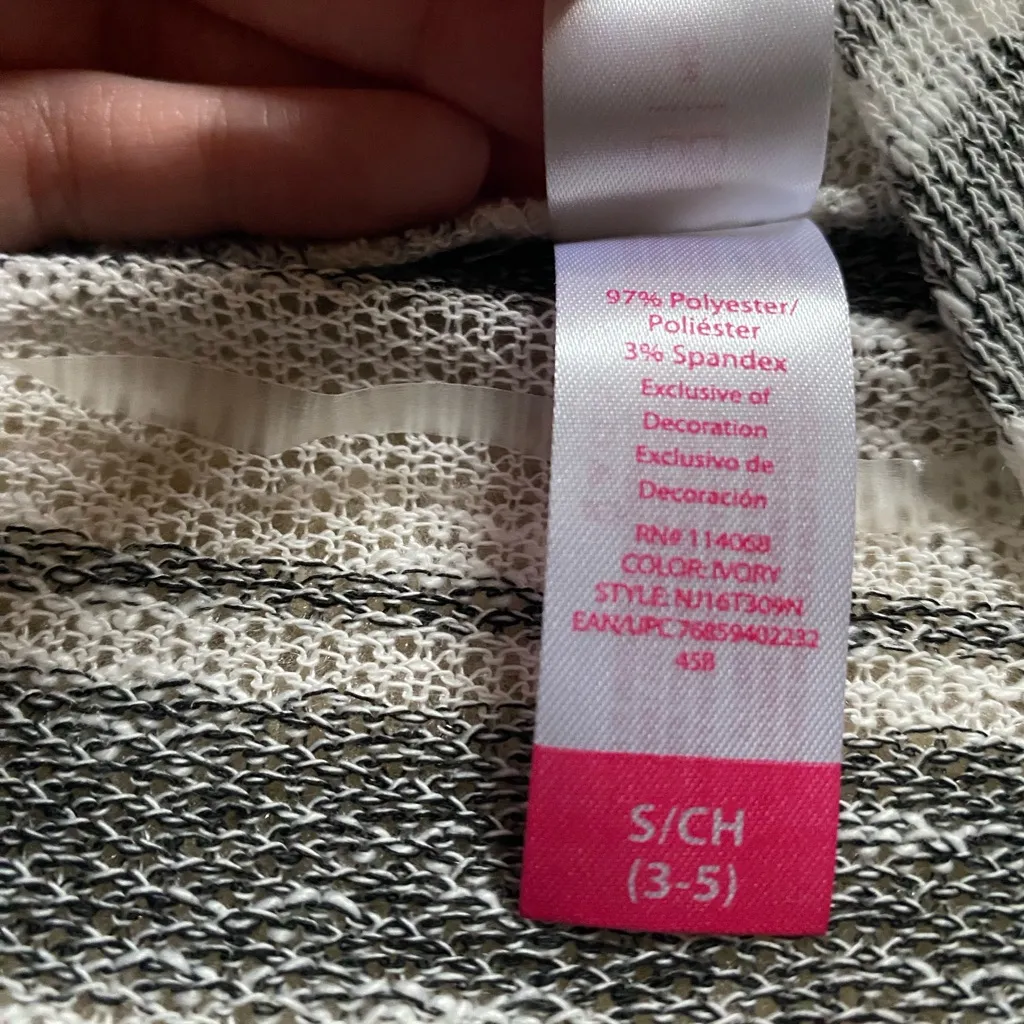 97% Polyester/
Poliéster
3% Spandex
Exclusive of
Decoration
Exclusivo de
Decoración
RN# 114068
COLOR: IVORY
STYLE: NJ16T309N
EAN/UPC 76859402232
458
S/CH
(3-5)